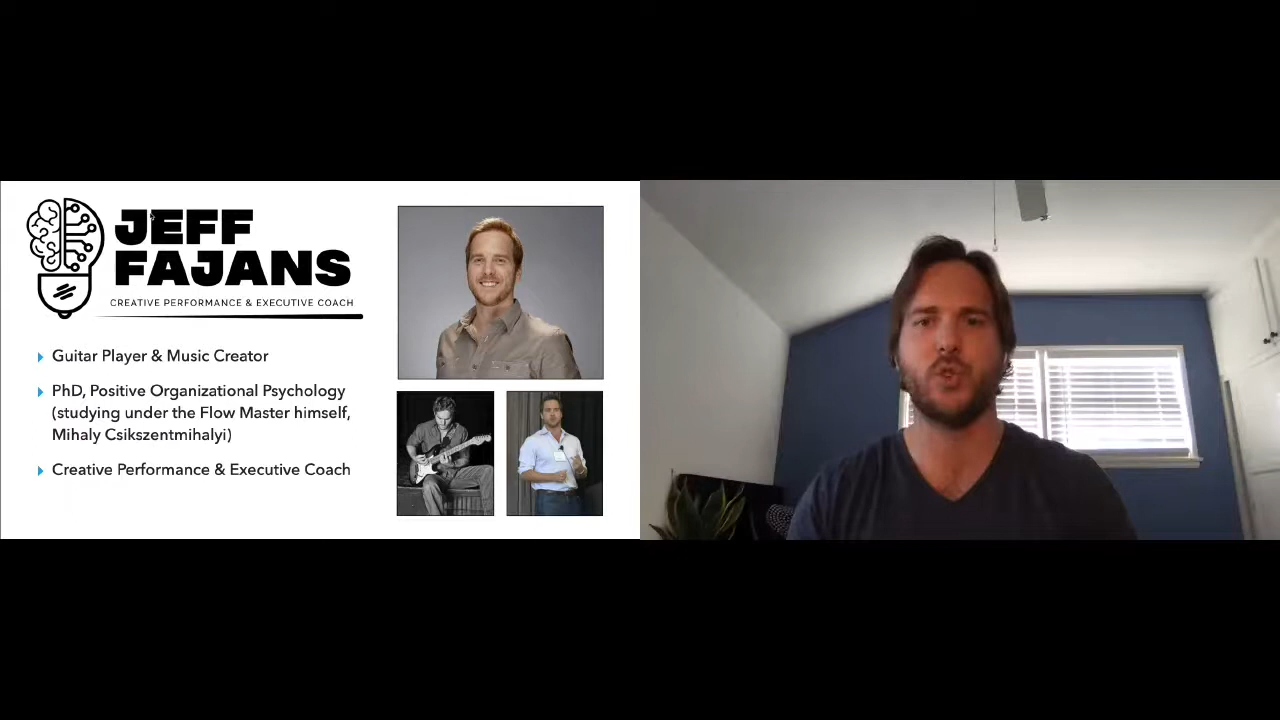 JEFF
FAJANS
CREATIVE PERFORMANCE & EXECUTIVE COACH
Guitar Player & Music Creator
PhD, Positive Organizational Psychology
(studying under the Flow Master himself,
Mihaly Csikszentmihalyi)
Creative Performance & Executive Coach